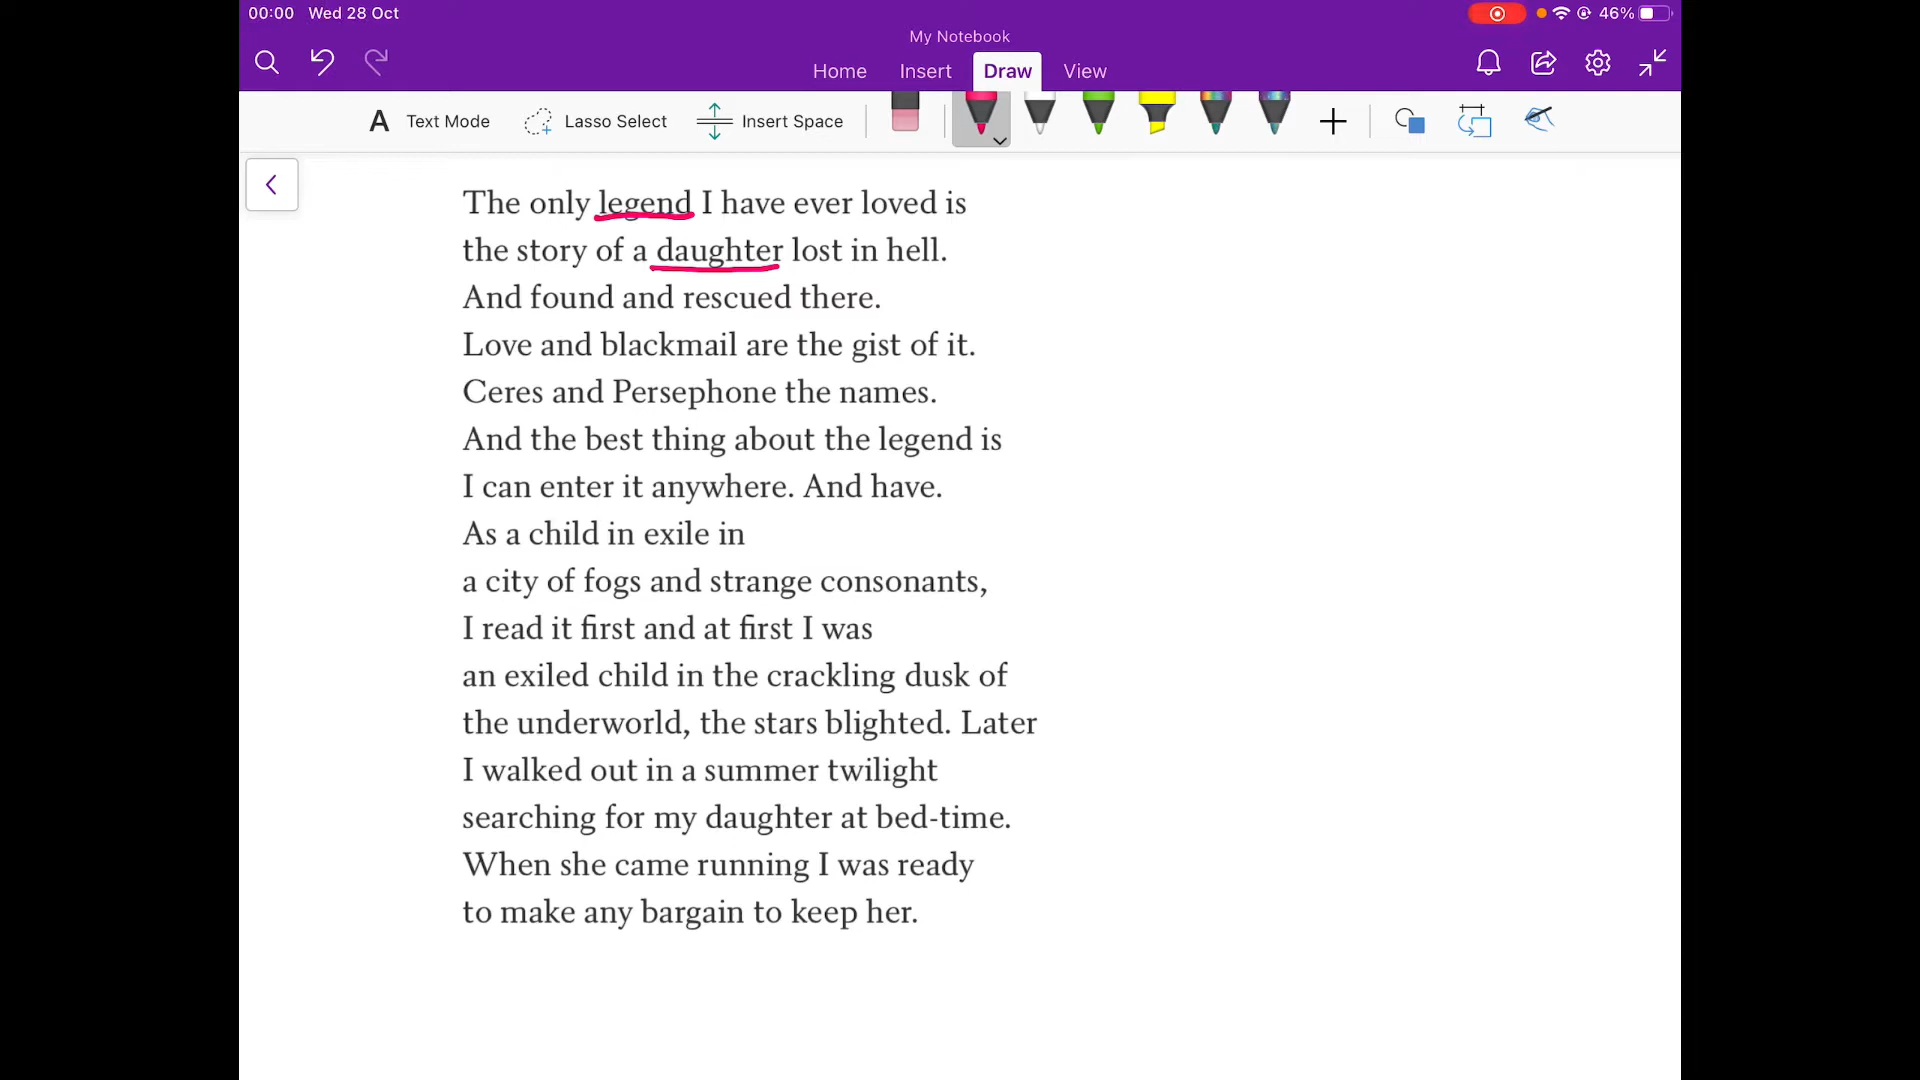 00:00 Wed 28 Oct
46%
My Notebook
Home Insert Draw View
A Text Mode Lasso Select Insert Space
The only legend I have ever loved is
the story of a daughter lost in hell.
And found and rescued there.
Love and blackmail are the gist of it.
Ceres and Persephone the names.
And the best thing about the legend is
I can enter it anywhere. And have.
As a child in exile in
a city of fogs and strange consonants,
I read it first and at first I was
an exiled child in the crackling dusk of
the underworld, the stars blighted. Later
I walked out in a summer twilight
searching for my daughter at bed-time.
When she came running I was ready
to make any bargain to keep her.